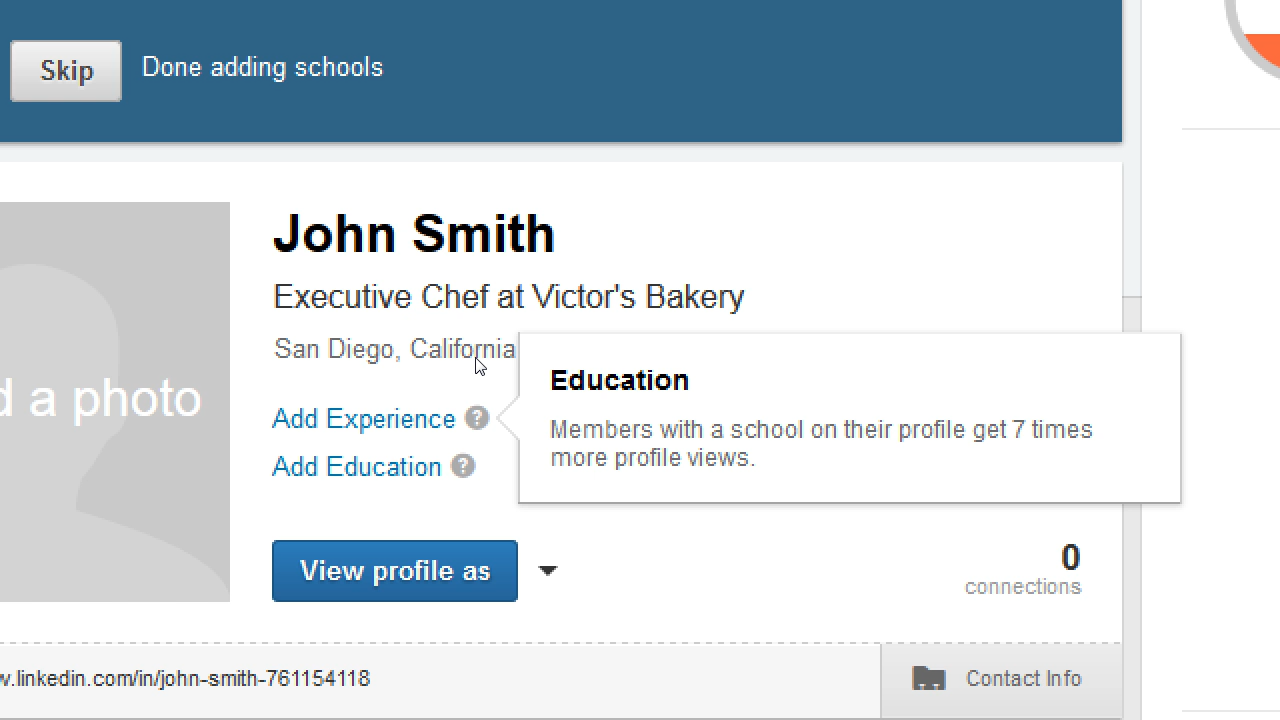 Skip
Done adding schools
John Smith
Executive Chef at Victor's Bakery
San Diego, California
d a photo
Add Experience ?
Add Education ?
Education
Members with a school on their profile get 7 times
more profile views.
View profile as
0
connections
w.linkedin.com/in/john-smith-761154118
Contact Info